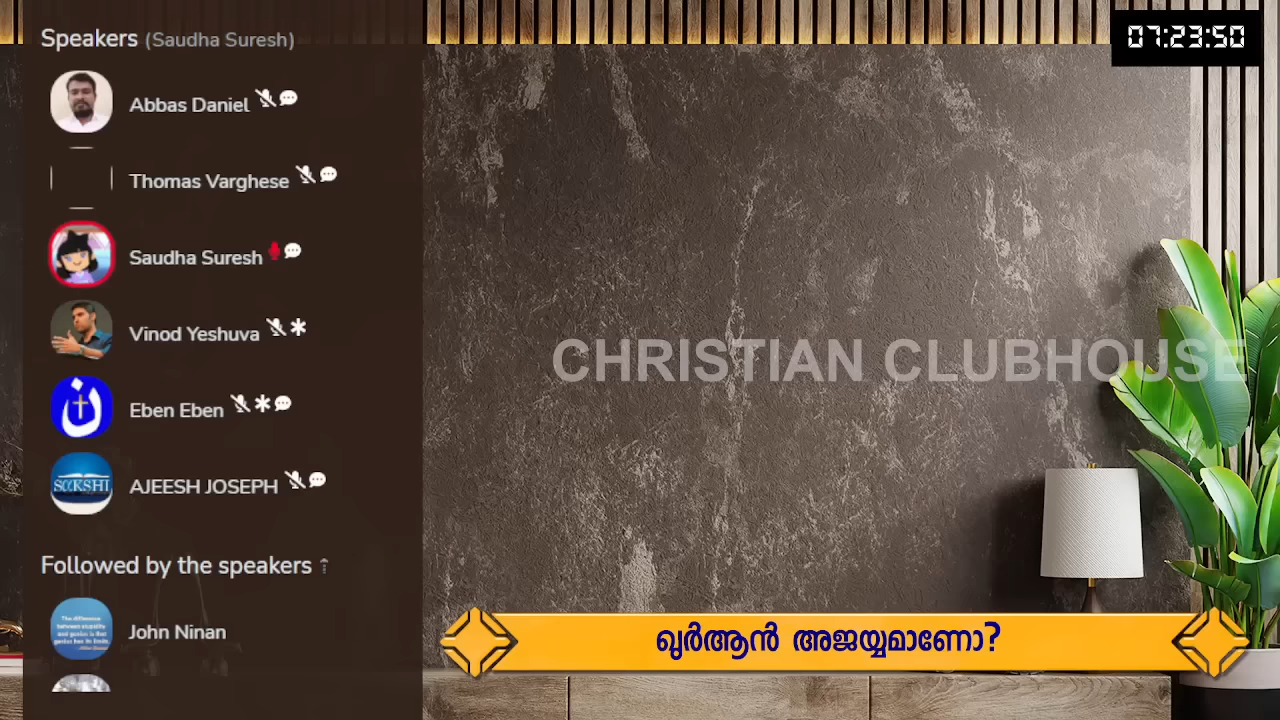 Speakers (Saudha Suresh)
07:23:50
Abbas Daniel
Thomas Varghese
Saudha Suresh
Vinod Yeshuva
Eben Eben
SAKSHI
AJEESH JOSEPH
CHRISTIAN CLUBHOUSE
Followed by the speakers
John Ninan
ഖുർആൻ അജയ്യമാണോ?